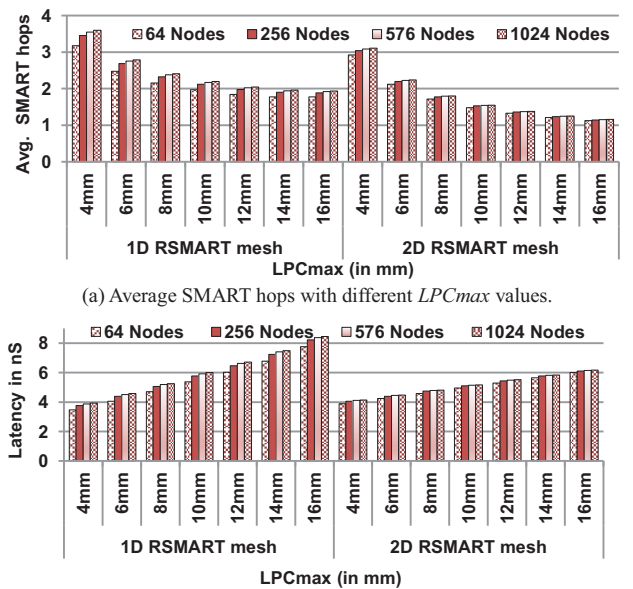 64 Nodes 256 Nodes 576 Nodes 1024 Nodes
Avg. SMART hops
4
3
2
1
0
4mm 6mm 8mm 10mm 12mm 14mm 16mm 4mm 6mm 8mm 10mm 12mm 14mm 16mm
1D RSMART mesh 2D RSMART mesh
LPCmax (in mm)
(a) Average SMART hops with different LPCmax values.
64 Nodes 256 Nodes 576 Nodes 1024 Nodes
Latency in nS
8
6
4
2
0
4mm 6mm 8mm 10mm 12mm 14mm 16mm 4mm 6mm 8mm 10mm 12mm 14mm 16mm
1D RSMART mesh 2D RSMART mesh
LPCmax (in mm)